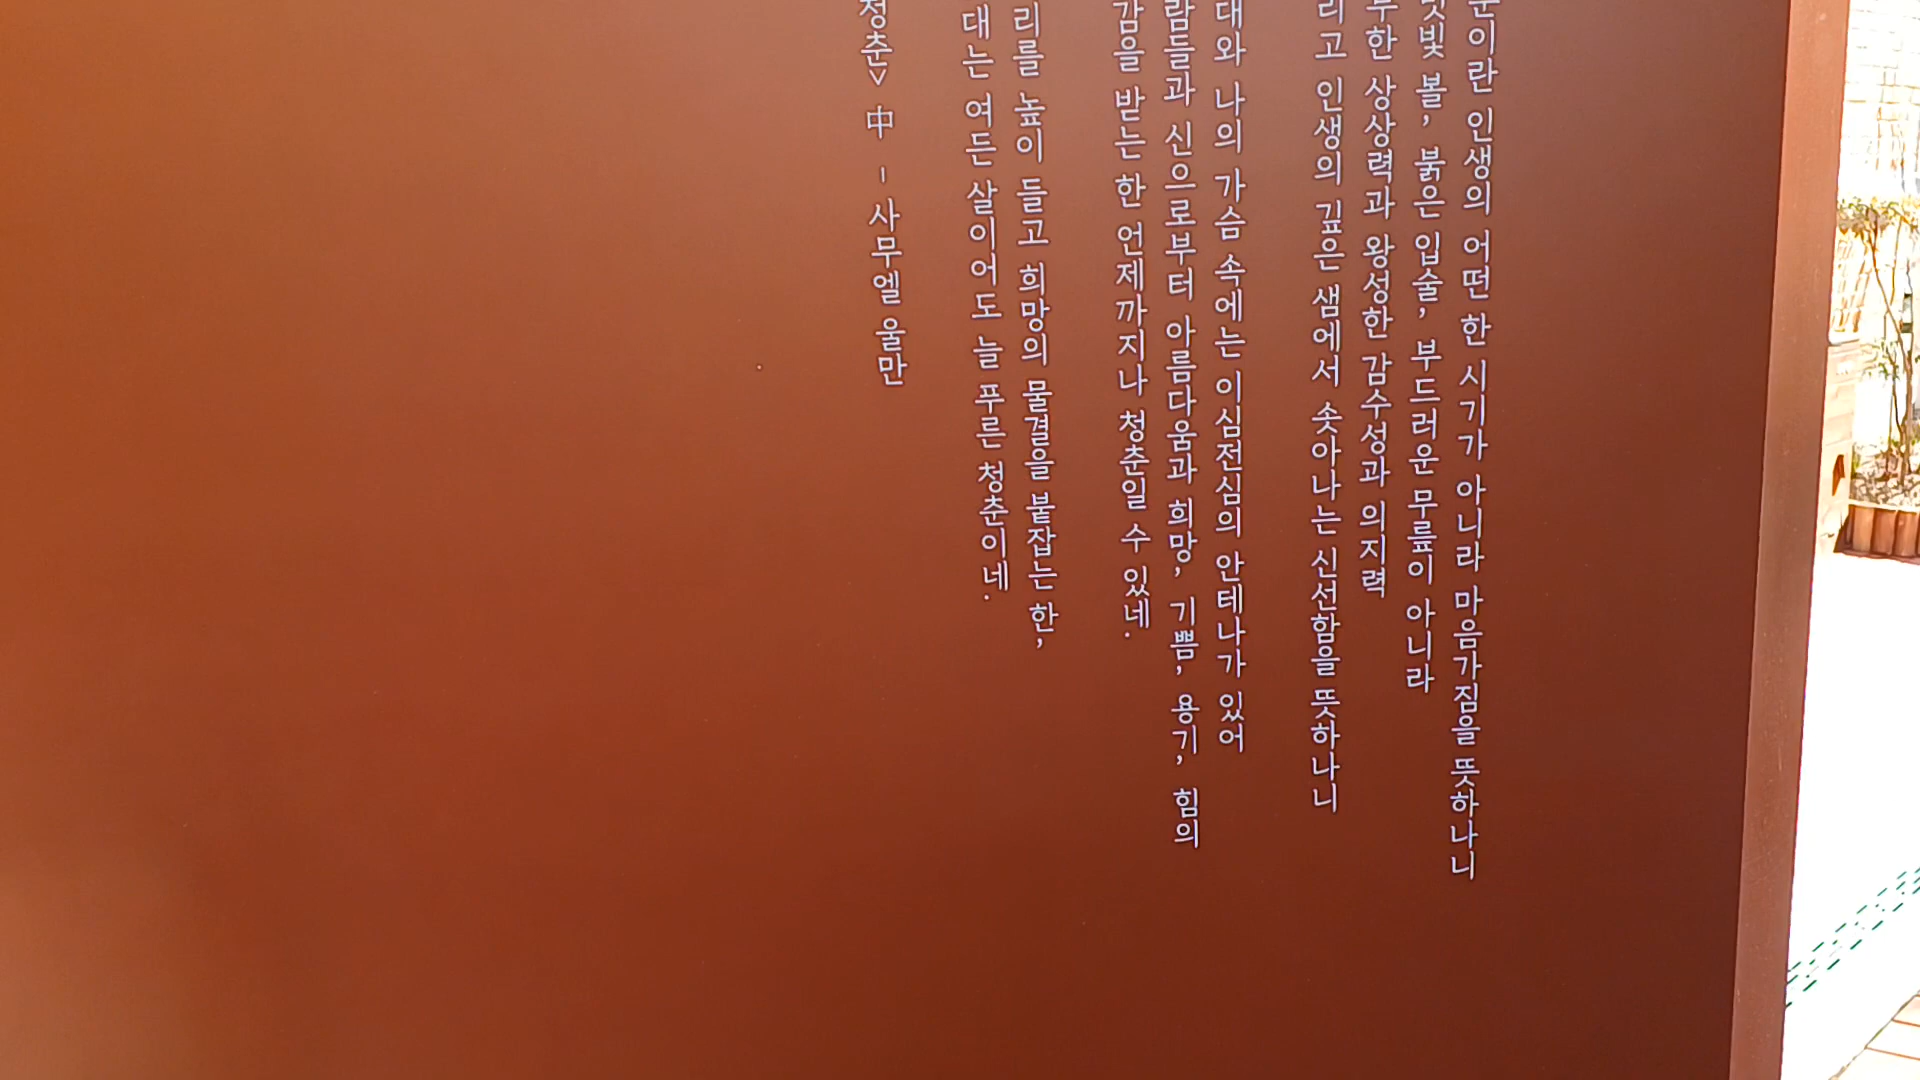 춘이란 인생의 어떤 한 시기가 아니라 마음가짐을 뜻하나니
빛 볼, 붉은 입술, 부드러운 무릎이 아니라
부한 상상력과 왕성한 감수성과 의지력
리고 인생의 깊은 샘에서 솟아나는 신선함을 뜻하나니
대와 나의 가슴 속에는 이심전심의 안테나가 있어
람들과 신으로부터 아름다움과 희망, 기쁨, 용기, 힘의
감을 받는 한 언제까지나 청춘일 수 있네.
리를 높이 들고 희망의 물결을 붙잡는 한,
대는 여든 살이어도 늘 푸른 청춘이네.
청춘> 中 - 사무엘 울만